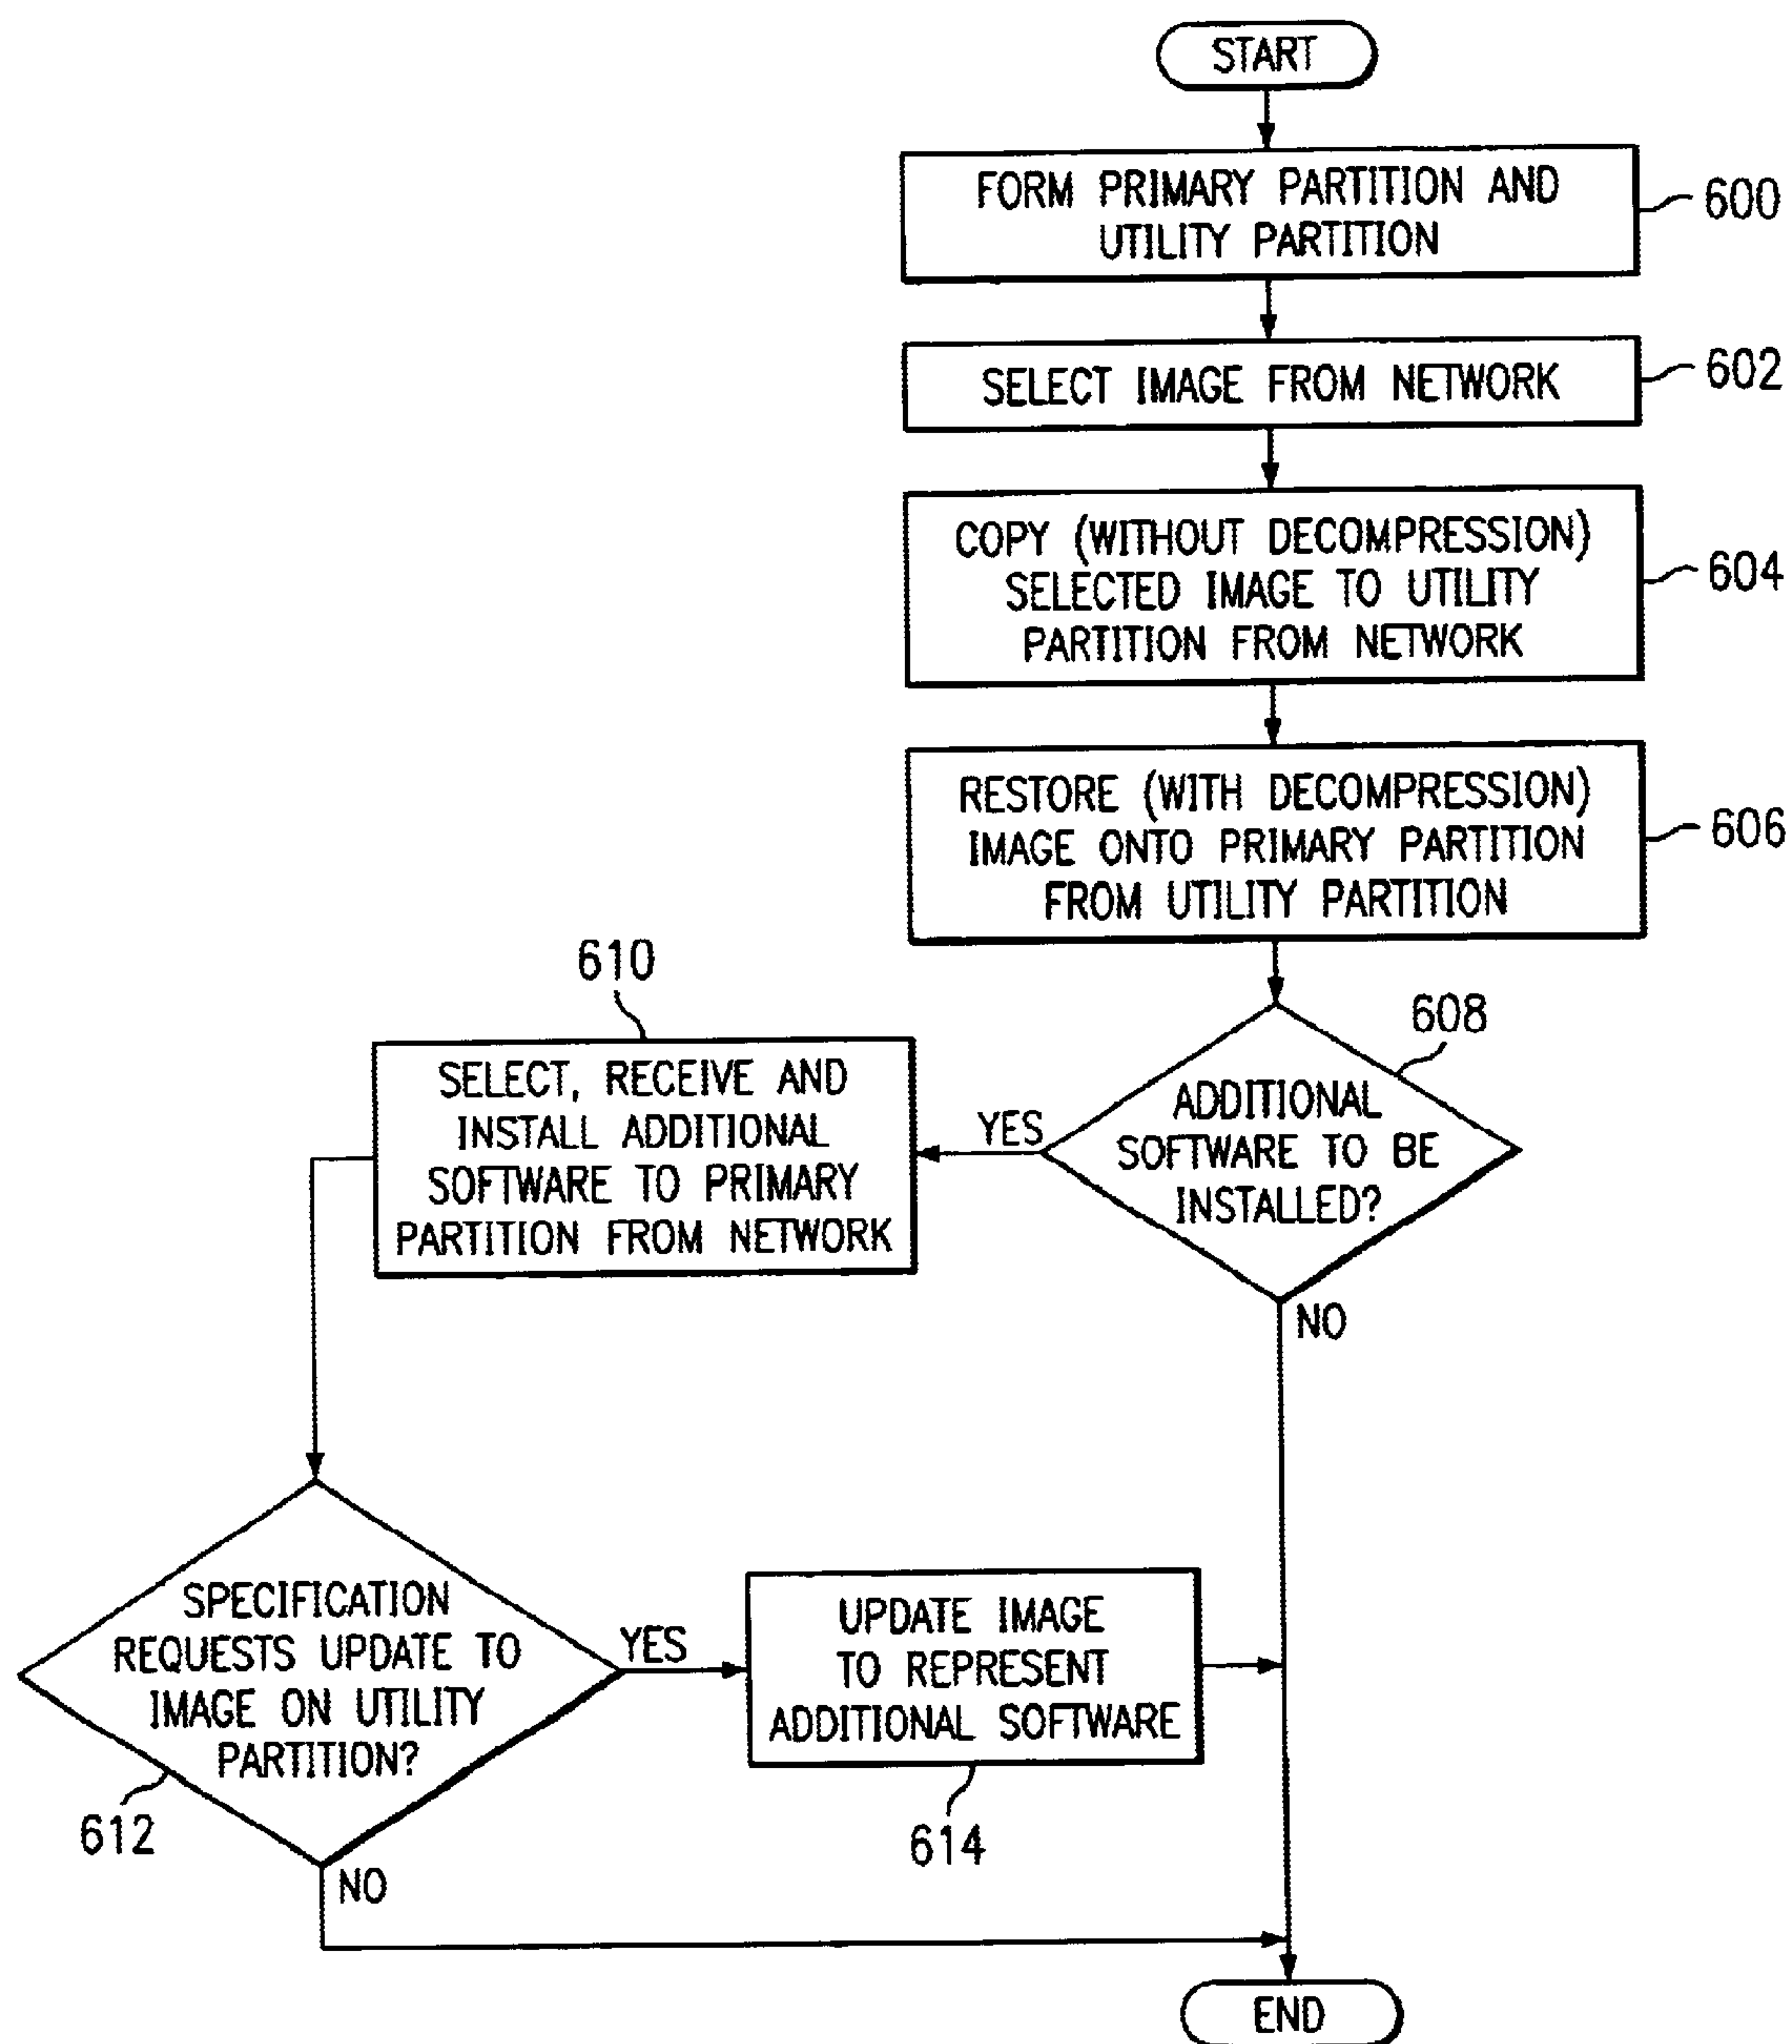 START
FORM PRIMARY PARTITION AND
UTILITY PARTITION
600
SELECT IMAGE FROM NETWORK
602
COPY (WITHOUT DECOMPRESSION)
SELECTED IMAGE TO UTILITY
PARTITION FROM NETWORK
604
RESTORE (WITH DECOMPRESSION)
IMAGE ONTO PRIMARY PARTITION
FROM UTILITY PARTITION
606
608
ADDITIONAL
SOFTWARE TO BE
INSTALLED?
YES
NO
610
SELECT, RECEIVE AND
INSTALL ADDITIONAL
SOFTWARE TO PRIMARY
PARTITION FROM NETWORK
SPECIFICATION
REQUESTS UPDATE TO
IMAGE ON UTILITY
PARTITION?
612
YES
NO
UPDATE IMAGE
TO REPRESENT
ADDITIONAL SOFTWARE
614
END